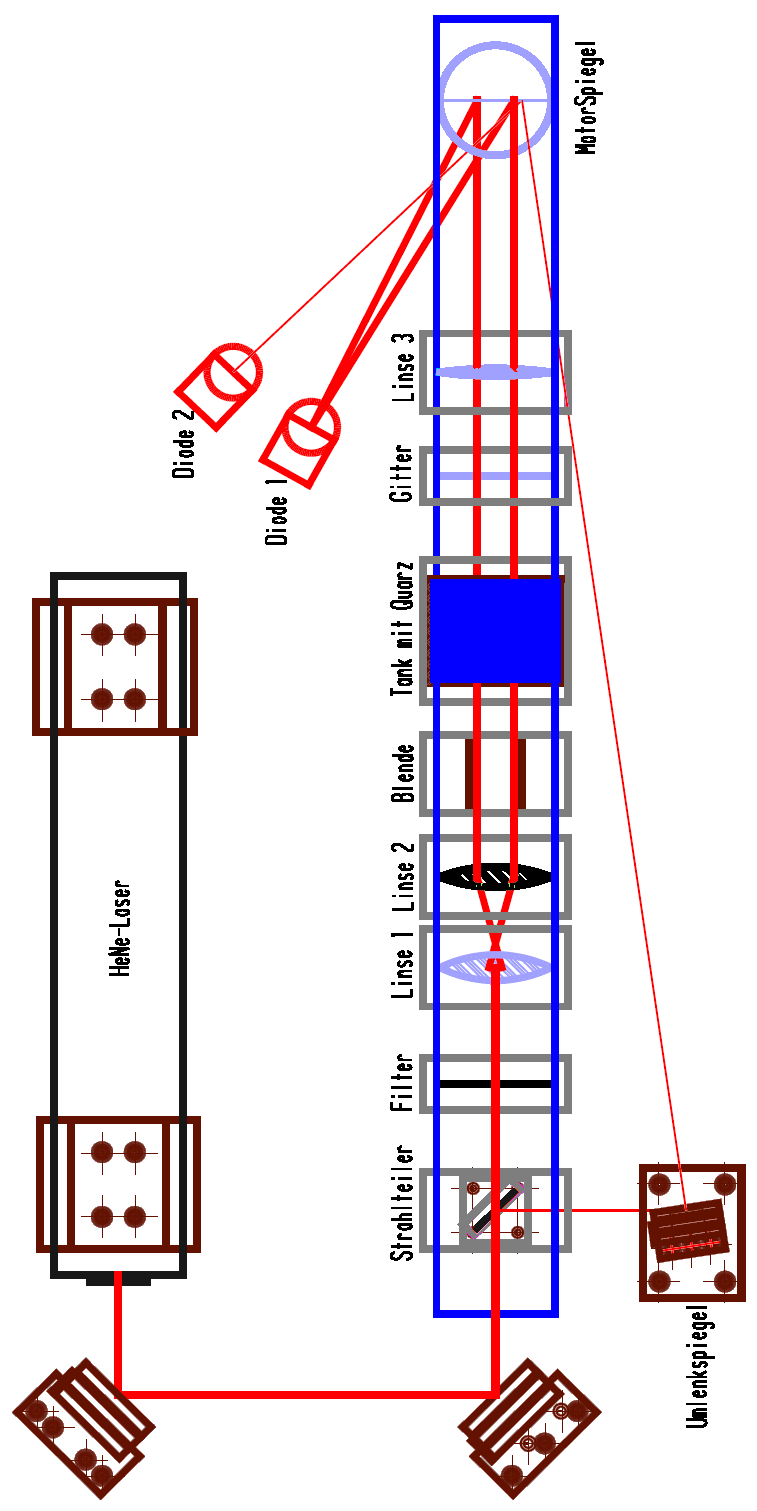 MotorSpiegel
Linse 3
Diode 2
Gitter
Diode 1
Tank mit Quarz
Blende
Linse 2
HeNe-Laser
Linse 1
Filter
Strahlteiler
Umlenkspiegel